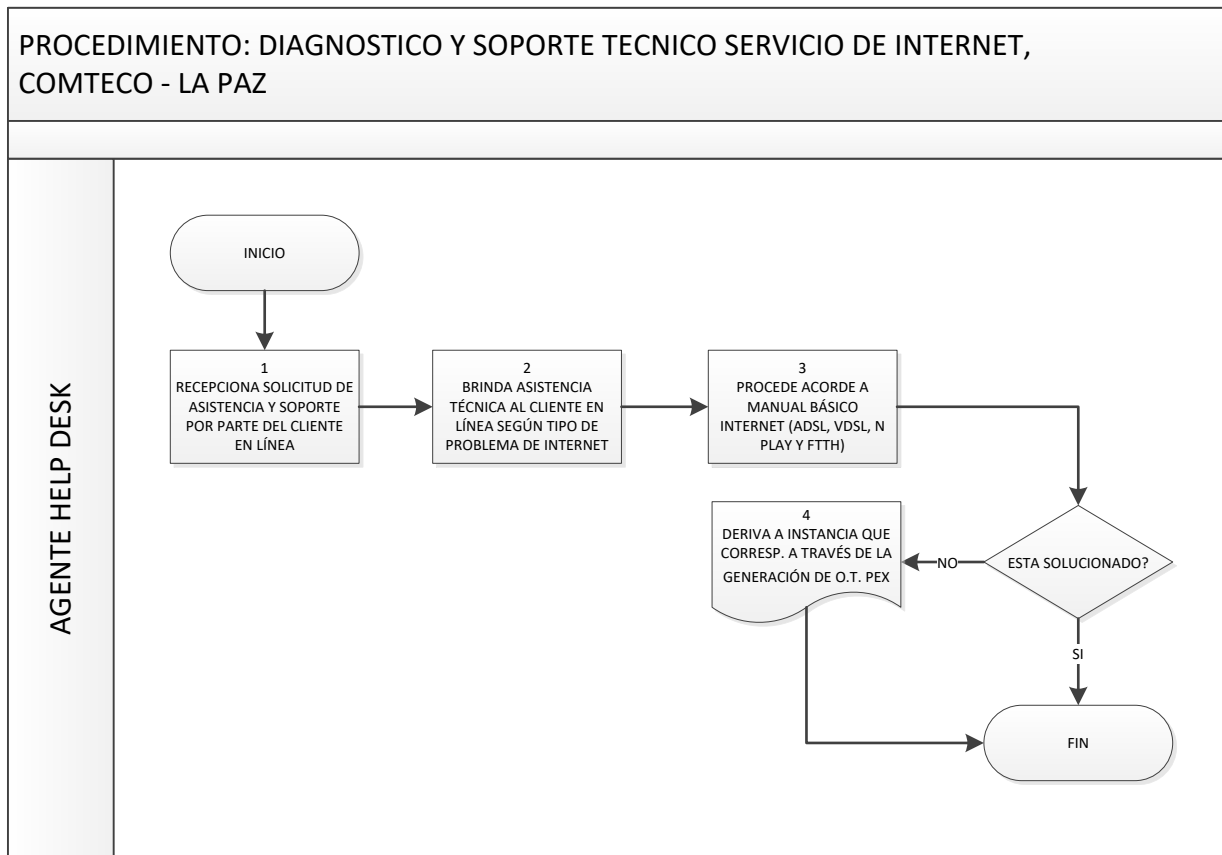 PROCEDIMIENTO: DIAGNOSTICO Y SOPORTE TECNICO SERVICIO DE INTERNET,
COMTECO - LA PAZ
AGENTE HELP DESK
INICIO
1
RECEPCIONA SOLICITUD DE
ASISTENCIA Y SOPORTE
POR PARTE DEL CLIENTE
EN LÍNEA
2
BRINDA ASISTENCIA
TÉCNICA AL CLIENTE EN
LÍNEA SEGÚN TIPO DE
PROBLEMA DE INTERNET
3
PROCEDE ACORDE A
MANUAL BÁSICO
INTERNET (ADSL, VDSL, N
PLAY Y FTTH)
4
DERIVA A INSTANCIA QUE
CORRESP. A TRAVÉS DE LA
GENERACIÓN DE O.T. PEX
NO
ESTA SOLUCIONADO?
SI
FIN